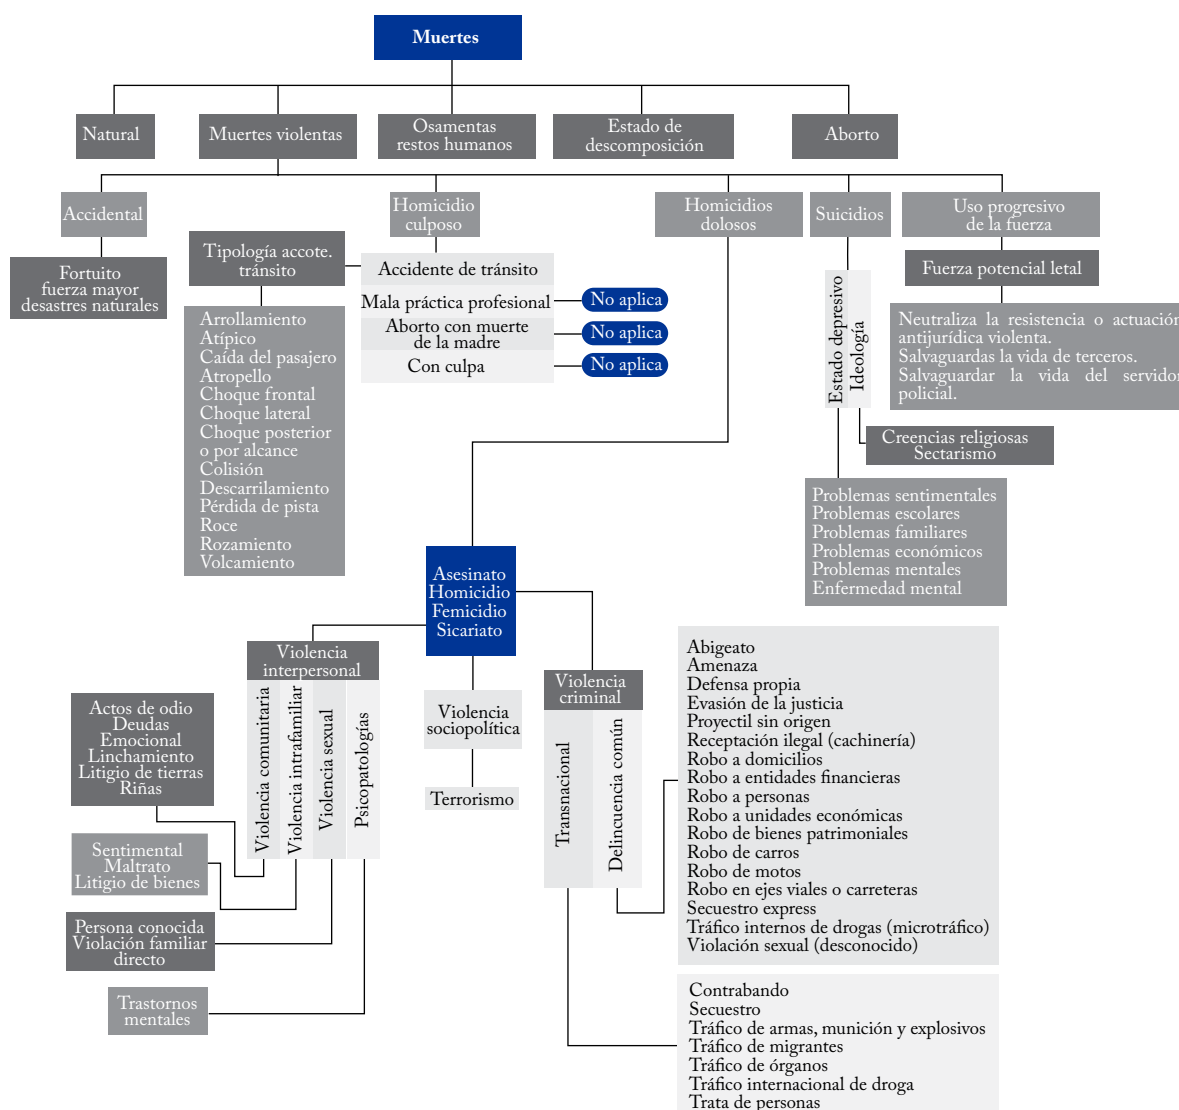 Muertes
Natural
Muertes violentas
Osamentas
restos humanos
Estado de
descomposición
Aborto
Accidental
Homicidio
culposo
Homicidios
dolosos
Suicidios
Uso progresivo
de la fuerza
Fortuito
fuerza mayor
desastres naturales
Tipología accote.
tránsito
Accidente de tránsito
Mala práctica profesional
No aplica
Aborto con muerte
de la madre
No aplica
Con culpa
No aplica
Arrollamiento
Atípico
Caída del pasajero
Atropello
Choque frontal
Choque lateral
Choque posterior
o por alcance
Colisión
Descarrilamiento
Pérdida de pista
Roce
Rozamiento
Volcamiento
Estado depresivo
Ideología
Fuerza potencial letal
Neutraliza la resistencia o actuación
antijurídica violenta.
Salvaguardas la vida de terceros.
Salvaguardar la vida del servidor
policial.
Creencias religiosas
Sectarismo
Problemas sentimentales
Problemas escolares
Problemas familiares
Problemas económicos
Problemas mentales
Enfermedad mental
Asesinato
Homicidio
Femicidio
Sicariato
Violencia
interpersonal
Violencia comunitaria
Violencia intrafamiliar
Violencia sexual
Psicopatologías
Actos de odio
Deudas
Emocional
Linchamiento
Litigio de tierras
Riñas
Sentimental
Maltrato
Litigio de bienes
Persona conocida
Violación familiar
directo
Trastornos
mentales
Violencia
sociopolítica
Terrorismo
Violencia
criminal
Transnacional
Delincuencia común
Abigeato
Amenaza
Defensa propia
Evasión de la justicia
Proyectil sin origen
Receptación ilegal (cachinería)
Robo a domicilios
Robo a entidades financieras
Robo a personas
Robo a unidades económicas
Robo de bienes patrimoniales
Robo de carros
Robo de motos
Robo en ejes viales o carreteras
Secuestro express
Tráfico internos de drogas (microtráfico)
Violación sexual (desconocido)
Contrabando
Secuestro
Tráfico de armas, munición y explosivos
Tráfico de migrantes
Tráfico de órganos
Tráfico internacional de droga
Trata de personas